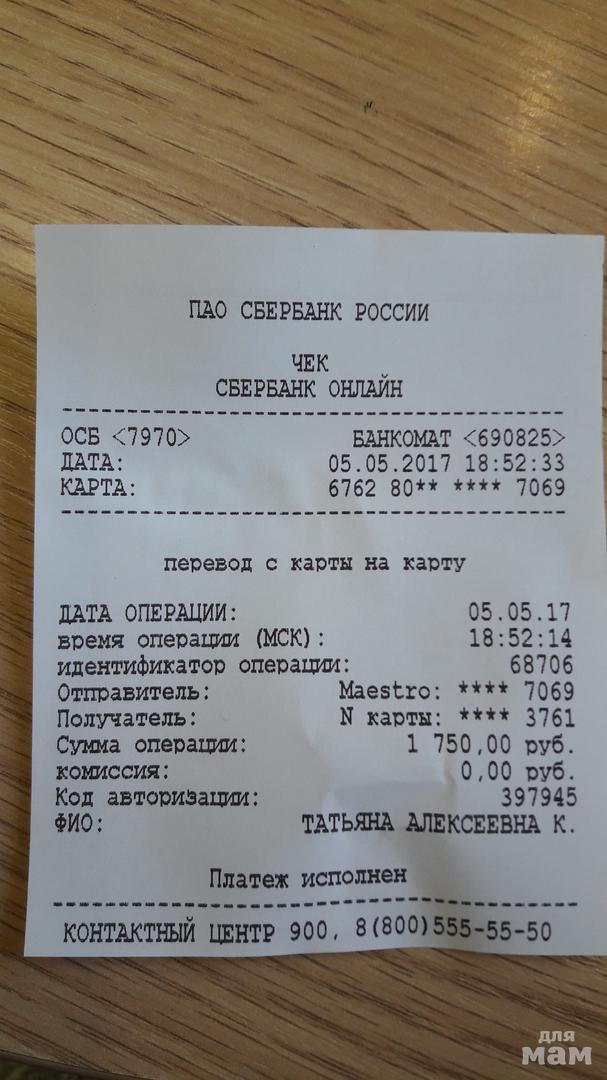 ПАО СБЕРБАНК РОССИИ
ЧЕК
СБЕРБАНК ОНЛАЙН
ОСБ <7970> БАНКОМАТ <690825>
ДАТА: 05.05.2017 18:52:33
КАРТА: 6762 80** **** 7069
перевод с карты на карту
ДАТА ОПЕРАЦИИ: 05.05.17
время операции (МСК): 18:52:14
идентификатор операции: 68706
Отправитель: Maestro: **** 7069
Получатель: N карты: **** 3761
Сумма операции: 1 750,00 руб.
комиссия: 0,00 руб.
Код авторизации: 397945
ФИО: ТАТЬЯНА АЛЕКСЕЕВНА К.
Платеж исполнен
КОНТАКТНЫЙ ЦЕНТР 900, 8(800)555-55-50
для
мам